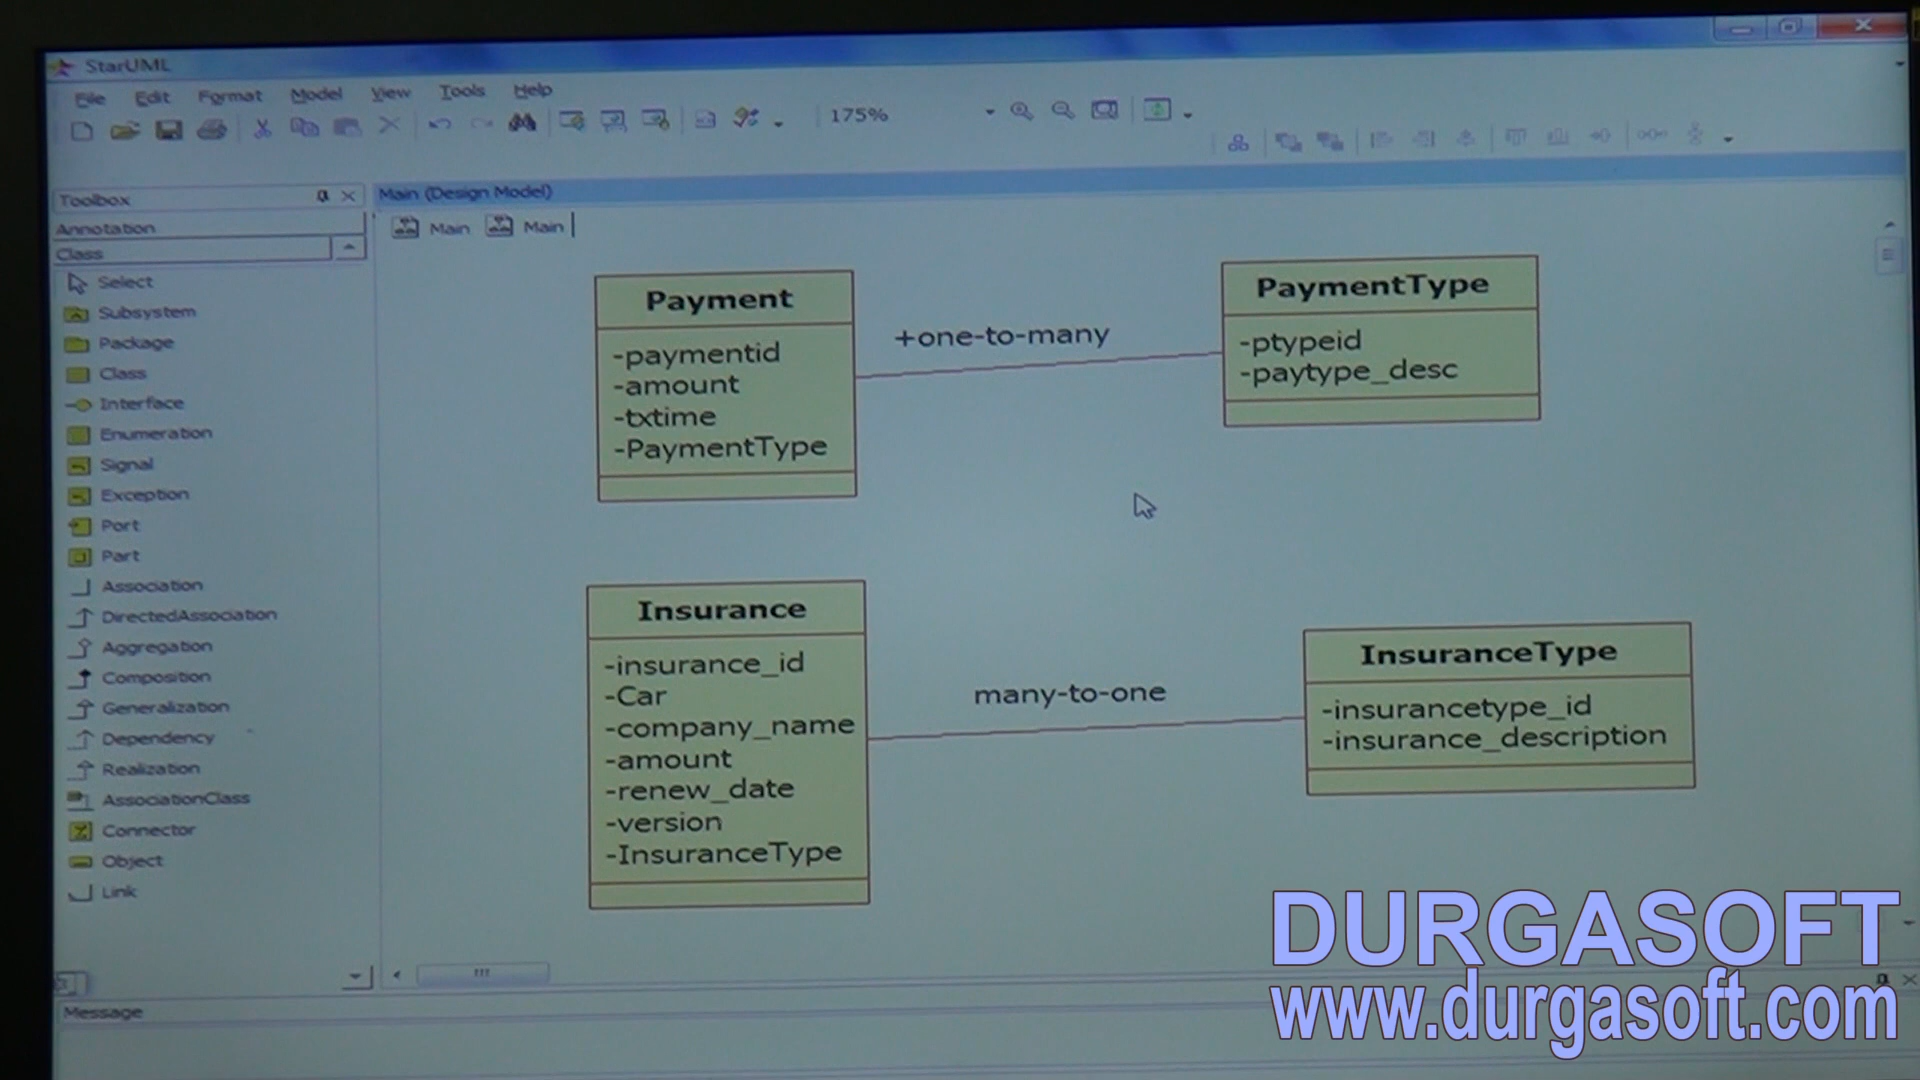 StarUML
File Edit Format Model View Tools Help
175%
Toolbox
Annotation
Class
Select
Subsystem
Package
Class
Interface
Enumeration
Signal
Exception
Port
Part
Association
DirectedAssociation
Aggregation
Composition
Generalization
Dependency
Realization
AssociationClass
Connector
Object
Link
Main (Design Model)
Main Main
Payment
-paymentid
-amount
-txtime
-PaymentType
+one-to-many
PaymentType
-ptypeid
-paytype_desc
Insurance
-insurance_id
-Car
-company_name
-amount
-renew_date
-version
-InsuranceType
many-to-one
InsuranceType
-insurancetype_id
-insurance_description
Message
DURGASOFT
www.durgasoft.com